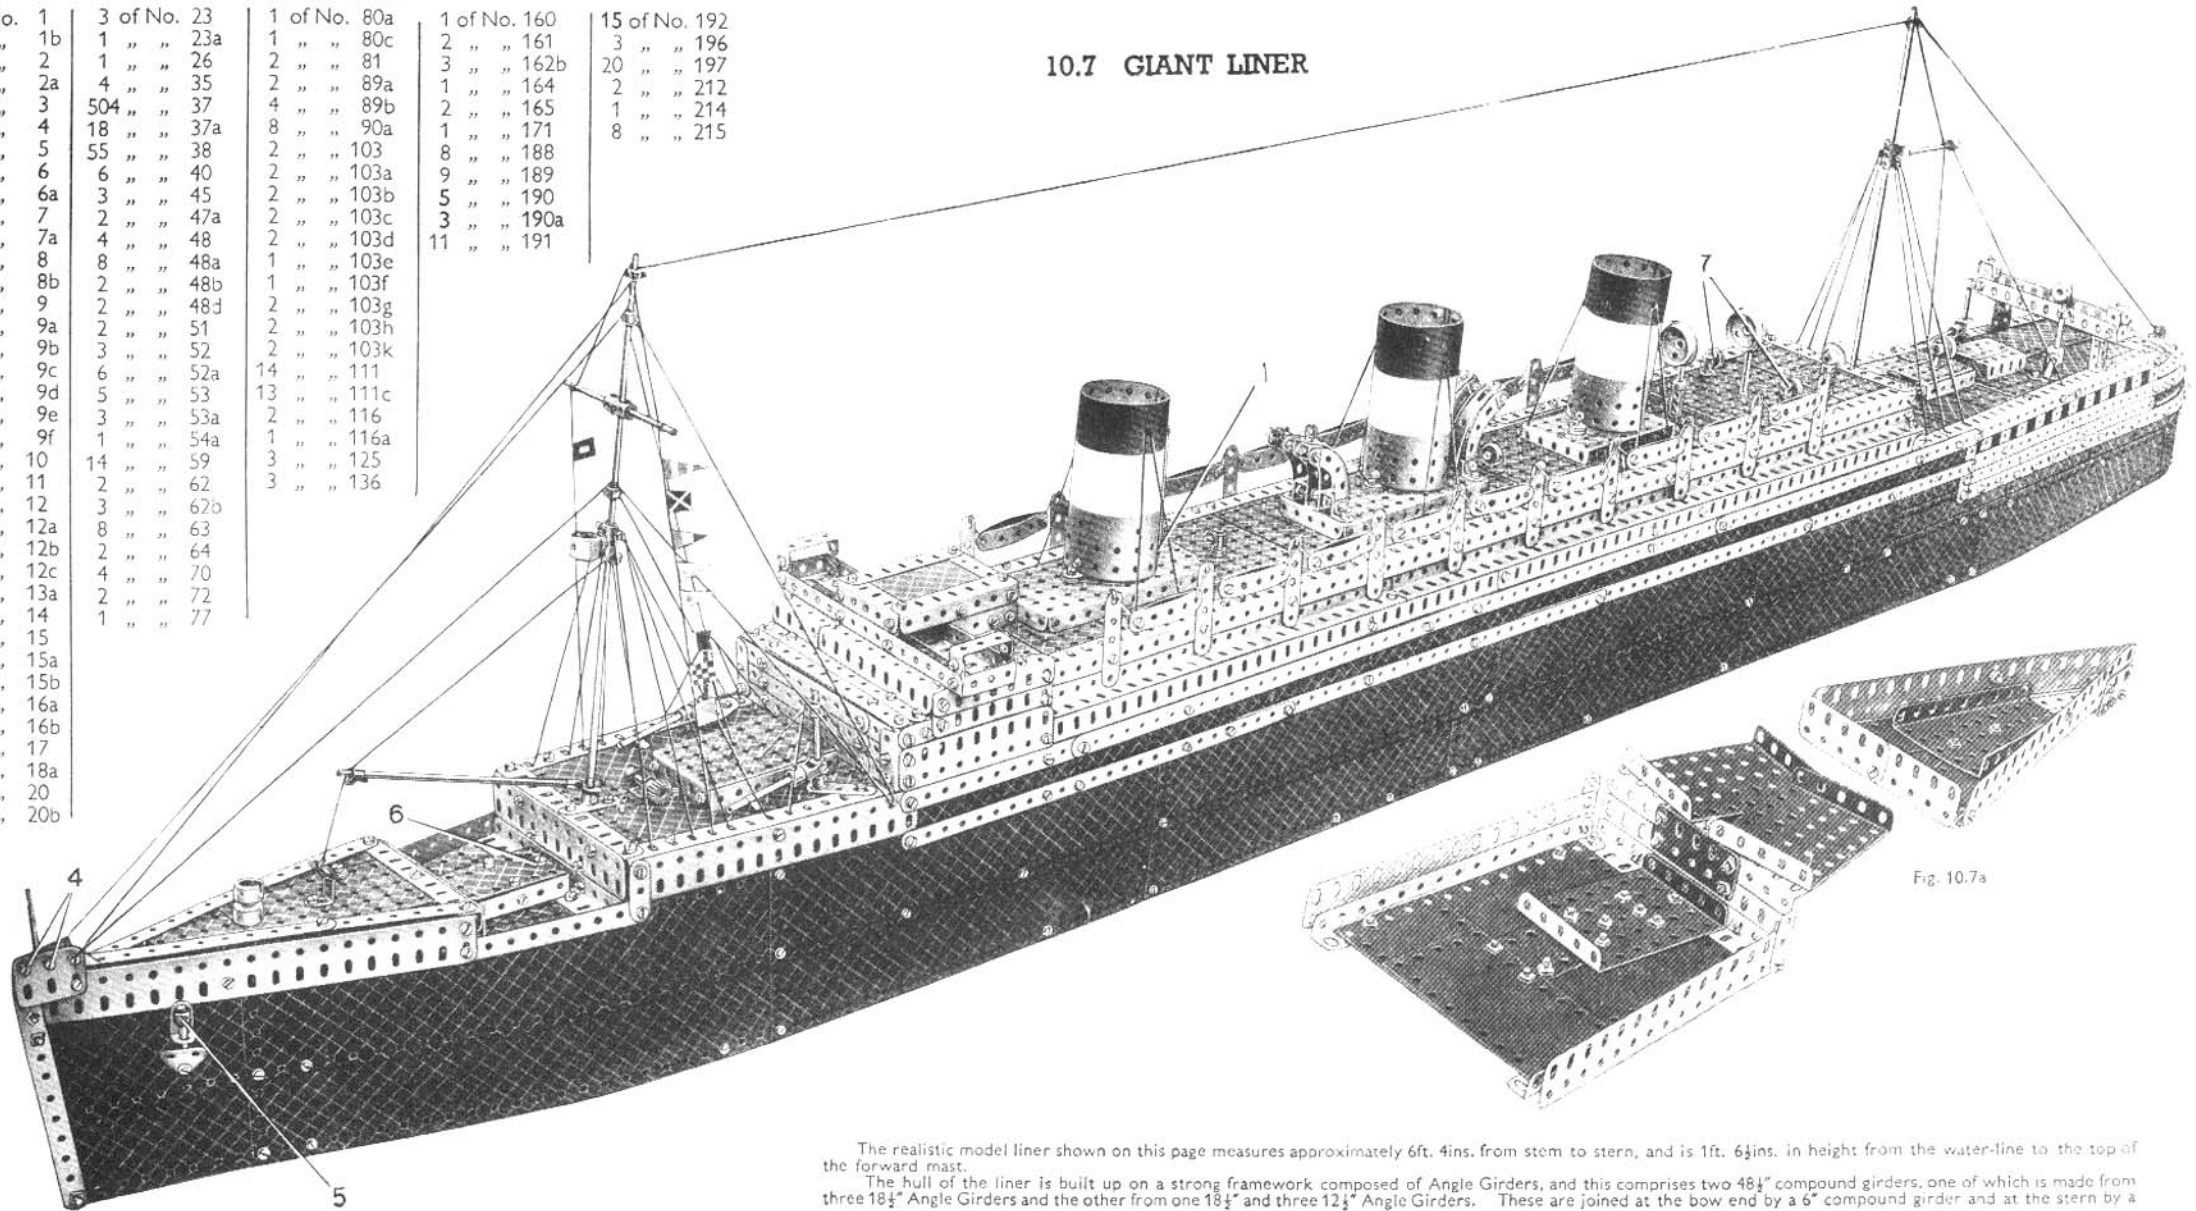 o. 1
„ 1b
„ 2
„ 2a
„ 3
„ 4
„ 5
„ 6
„ 6a
„ 7
„ 7a
„ 8
„ 8b
„ 9
„ 9a
„ 9b
„ 9c
„ 9d
„ 9e
„ 9f
„ 10
„ 11
„ 12
„ 12a
„ 12b
„ 12c
„ 13a
„ 14
„ 15
„ 15a
„ 15b
„ 16a
„ 16b
„ 17
„ 18a
„ 20
„ 20b
3 of No. 23
1 „ „ 23a
1 „ „ 26
4 „ „ 35
504 „ „ 37
18 „ „ 37a
55 „ „ 38
6 „ „ 40
3 „ „ 45
2 „ „ 47a
4 „ „ 48
8 „ „ 48a
2 „ „ 48b
2 „ „ 48d
2 „ „ 51
3 „ „ 52
6 „ „ 52a
5 „ „ 53
3 „ „ 53a
1 „ „ 54a
14 „ „ 59
2 „ „ 62
3 „ „ 62b
8 „ „ 63
2 „ „ 64
4 „ „ 70
2 „ „ 72
1 „ „ 77
1 of No. 80a
1 „ „ 80c
2 „ „ 81
2 „ „ 89a
4 „ „ 89b
8 „ „ 90a
2 „ „ 103
2 „ „ 103a
2 „ „ 103b
2 „ „ 103c
2 „ „ 103d
1 „ „ 103e
1 „ „ 103f
2 „ „ 103g
2 „ „ 103h
2 „ „ 103k
14 „ „ 111
13 „ „ 111c
2 „ „ 116
1 „ „ 116a
3 „ „ 125
3 „ „ 136
1 of No. 160
2 „ „ 161
3 „ „ 162b
1 „ „ 164
2 „ „ 165
1 „ „ 171
8 „ „ 188
9 „ „ 189
5 „ „ 190
3 „ „ 190a
11 „ „ 191
15 of No. 192
3 „ „ 196
20 „ „ 197
2 „ „ 212
1 „ „ 214
8 „ „ 215
10.7 GIANT LINER
7
1
6
4
5
Fig. 10.7a
The realistic model liner shown on this page measures approximately 6ft. 4ins. from stem to stern, and is 1ft. 6½ins. in height from the water-line to the top of
the forward mast.
The hull of the liner is built up on a strong framework composed of Angle Girders, and this comprises two 48½″ compound girders, one of which is made from
three 18½″ Angle Girders and the other from one 18½″ and three 12½″ Angle Girders. These are joined at the bow end by a 6″ compound girder and at the stern by a